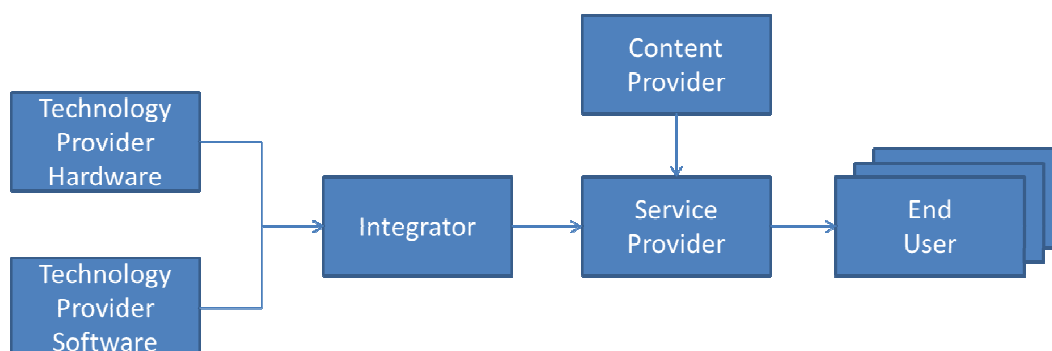 Content
Provider
Technology
Provider
Hardware
Integrator
Service
Provider
End
User
Technology
Provider
Software